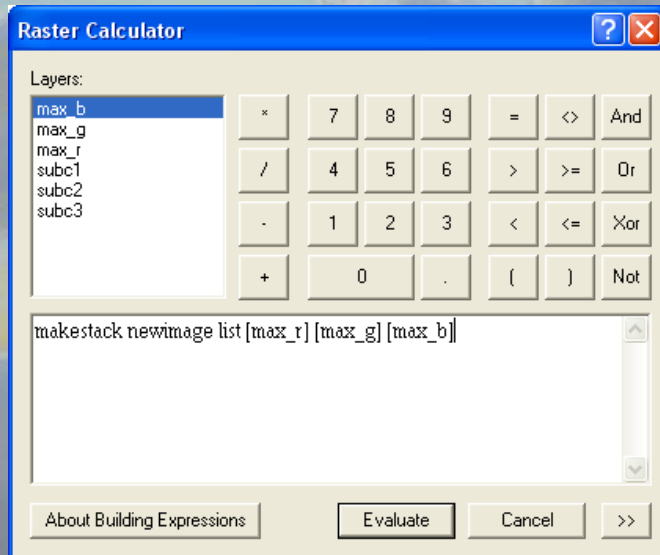 Raster Calculator
?
X
Layers:
max_b
max_g
max_r
subc1
subc2
subc3
* 7 8 9 = <> And
/ 4 5 6 > >= Or
- 1 2 3 < <= Xor
+ 0 . ( ) Not
makestack newimage list [max_r] [max_g] [max_b]
About Building Expressions Evaluate Cancel >>